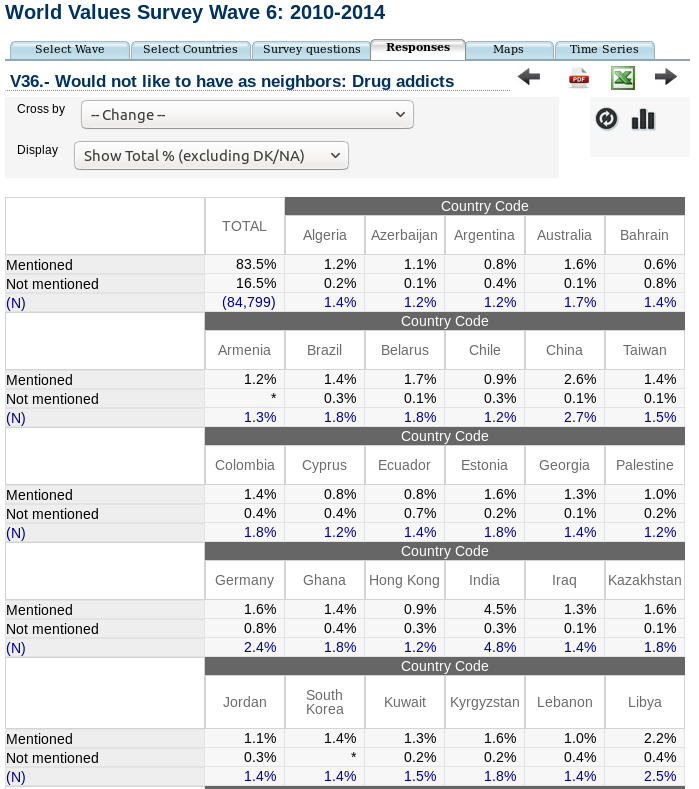 World Values Survey Wave 6: 2010-2014
Select Wave Select Countries Survey questions Responses Maps Time Series
V36.- Would not like to have as neighbors: Drug addicts
PDF
Cross by -- Change --
Display Show Total % (excluding DK/NA)
TOTAL Country Code
Algeria Azerbaijan Argentina Australia Bahrain
Mentioned 83.5% 1.2% 1.1% 0.8% 1.6% 0.6%
Not mentioned 16.5% 0.2% 0.1% 0.4% 0.1% 0.8%
(N) (84,799) 1.4% 1.2% 1.2% 1.7% 1.4%
Country Code
Armenia Brazil Belarus Chile China Taiwan
Mentioned 1.2% 1.4% 1.7% 0.9% 2.6% 1.4%
Not mentioned * 0.3% 0.1% 0.3% 0.1% 0.1%
(N) 1.3% 1.8% 1.8% 1.2% 2.7% 1.5%
Country Code
Colombia Cyprus Ecuador Estonia Georgia Palestine
Mentioned 1.4% 0.8% 0.8% 1.6% 1.3% 1.0%
Not mentioned 0.4% 0.4% 0.7% 0.2% 0.1% 0.2%
(N) 1.8% 1.2% 1.4% 1.8% 1.4% 1.2%
Country Code
Germany Ghana Hong Kong India Iraq Kazakhstan
Mentioned 1.6% 1.4% 0.9% 4.5% 1.3% 1.6%
Not mentioned 0.8% 0.4% 0.3% 0.3% 0.1% 0.1%
(N) 2.4% 1.8% 1.2% 4.8% 1.4% 1.8%
Country Code
Jordan South Korea Kuwait Kyrgyzstan Lebanon Libya
Mentioned 1.1% 1.4% 1.3% 1.6% 1.0% 2.2%
Not mentioned 0.3% * 0.2% 0.2% 0.4% 0.4%
(N) 1.4% 1.4% 1.5% 1.8% 1.4% 2.5%